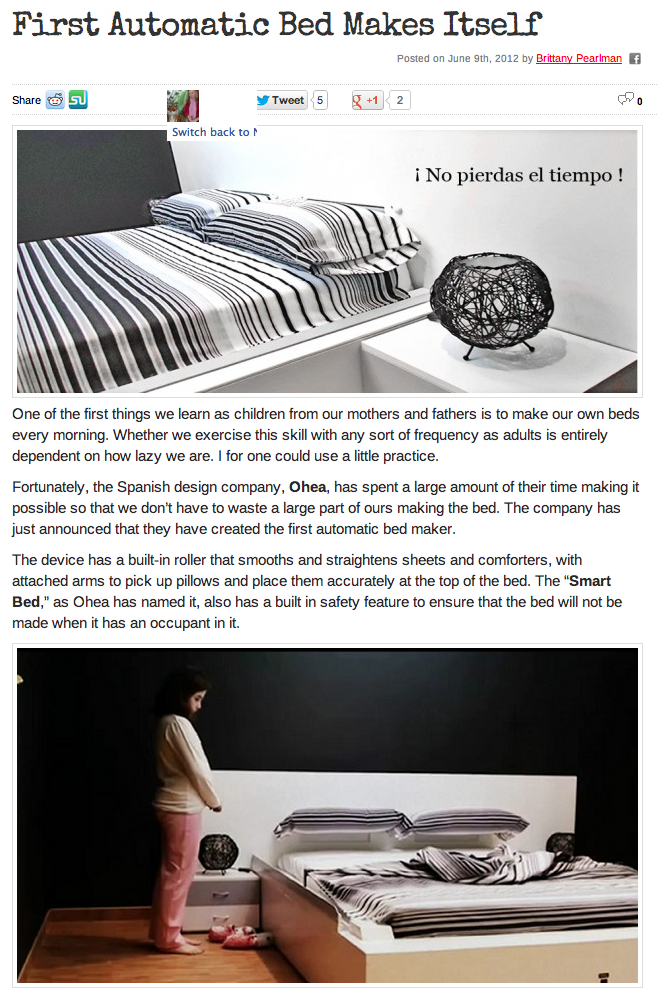 First Automatic Bed Makes Itself
Posted on June 9th, 2012 by Brittany Pearlman
Share Tweet 5 +1 2 0
Switch back to
¡ No pierdas el tiempo !
One of the first things we learn as children from our mothers and fathers is to make our own beds
every morning. Whether we exercise this skill with any sort of frequency as adults is entirely
dependent on how lazy we are. I for one could use a little practice.
Fortunately, the Spanish design company, Ohea, has spent a large amount of their time making it
possible so that we don't have to waste a large part of ours making the bed. The company has
just announced that they have created the first automatic bed maker.
The device has a built-in roller that smooths and straightens sheets and comforters, with
attached arms to pick up pillows and place them accurately at the top of the bed. The “Smart
Bed,” as Ohea has named it, also has a built in safety feature to ensure that the bed will not be
made when it has an occupant in it.